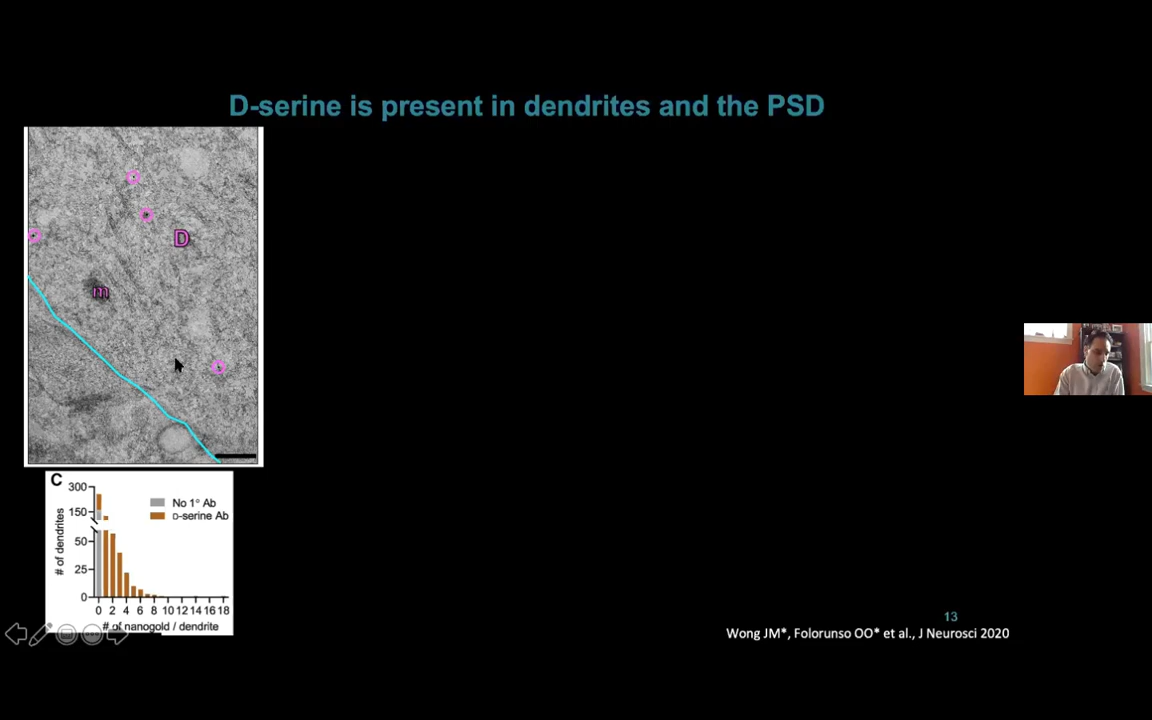 D-serine is present in dendrites and the PSD
D
m
C
300
150
50
25
0
# of dendrites
No 1° Ab
D-serine Ab
0 2 4 6 8 10 12 14 16 18
# of nanogold / dendrite
13
Wong JM*, Folorunso OO* et al., J Neurosci 2020